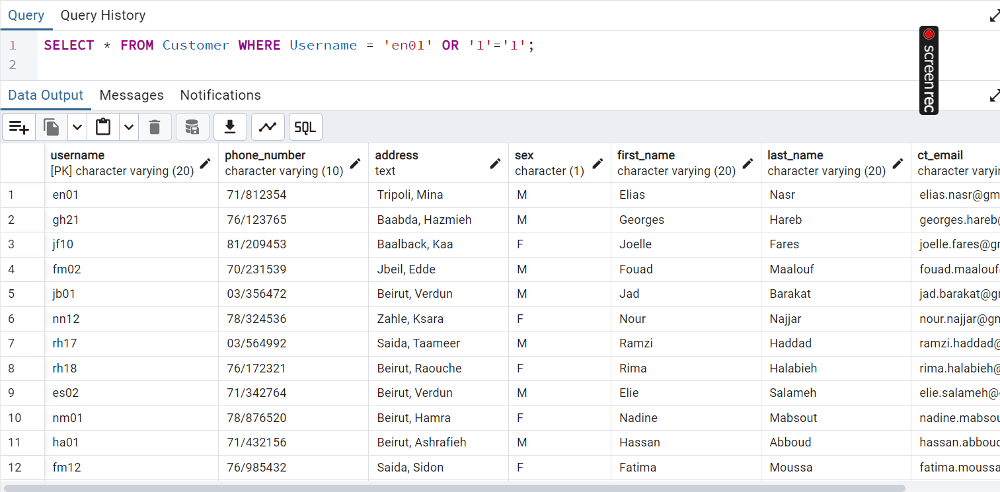 Query Query History
1 SELECT * FROM Customer WHERE Username = 'en01' OR '1'='1';
2
screenrec
Data Output Messages Notifications
SQL
username phone_number address sex first_name last_name ct_email
[PK] character varying (20) character varying (10) text character (1) character varying (20) character varying (20) character varyin
1 en01 71/812354 Tripoli, Mina M Elias Nasr elias.nasr@gm
2 gh21 76/123765 Baabda, Hazmieh M Georges Hareb georges.hareb@
3 jf10 81/209453 Baalback, Kaa F Joelle Fares joelle.fares@gm
4 fm02 70/231539 Jbeil, Edde M Fouad Maalouf fouad.maalouf@
5 jb01 03/356472 Beirut, Verdun M Jad Barakat jad.barakat@gm
6 nn12 78/324536 Zahle, Ksara F Nour Najjar nour.najjar@gm
7 rh17 03/564992 Saida, Taameer M Ramzi Haddad ramzi.haddad@
8 rh18 76/172321 Beirut, Raouche F Rima Halabieh rima.halabieh@
9 es02 71/342764 Beirut, Verdun M Elie Salameh elie.salameh@
10 nm01 78/876520 Beirut, Hamra F Nadine Mabsout nadine.mabsou
11 ha01 71/432156 Beirut, Ashrafieh M Hassan Abboud hassan.abboud
12 fm12 76/985432 Saida, Sidon F Fatima Moussa fatima.moussa